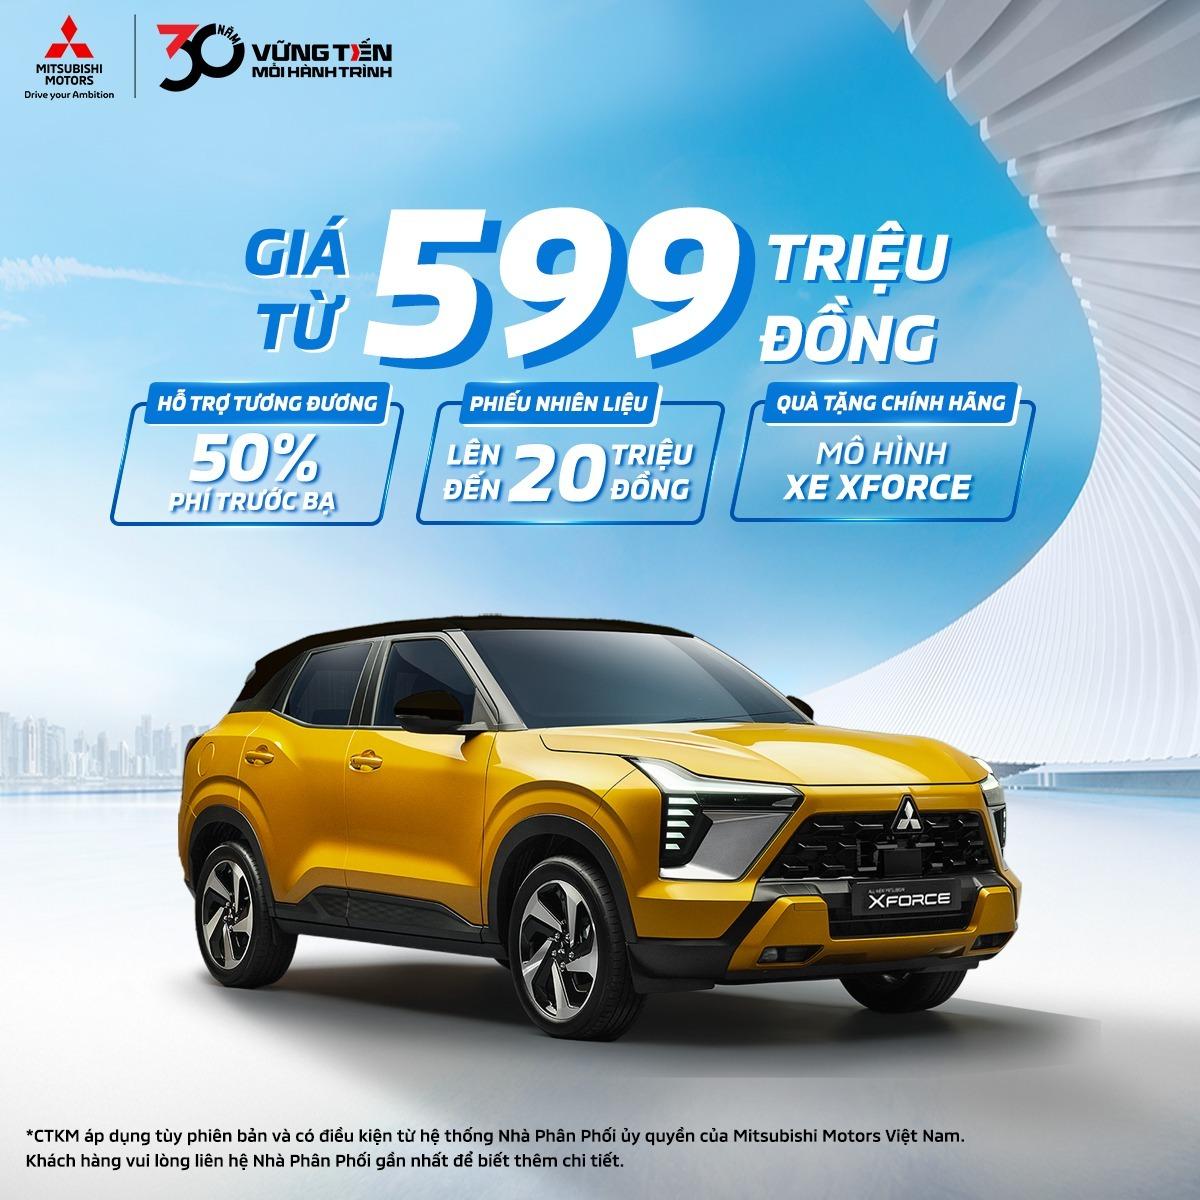 MITSUBISHI
MOTORS
Drive your Ambition
30 NĂM VỮNG TIẾN
MỖI HÀNH TRÌNH
GIÁ TỪ 599 TRIỆU ĐỒNG
HỖ TRỢ TƯƠNG ĐƯƠNG
50%
PHÍ TRƯỚC BẠ
PHIẾU NHIÊN LIỆU
LÊN ĐẾN 20 TRIỆU ĐỒNG
QUÀ TẶNG CHÍNH HÃNG
MÔ HÌNH
XE XFORCE
ALL-NEW MITSUBISHI
XFORCE
*CTKM áp dụng tùy phiên bản và có điều kiện từ hệ thống Nhà Phân Phối ủy quyền của Mitsubishi Motors Việt Nam.
Khách hàng vui lòng liên hệ Nhà Phân Phối gần nhất để biết thêm chi tiết.